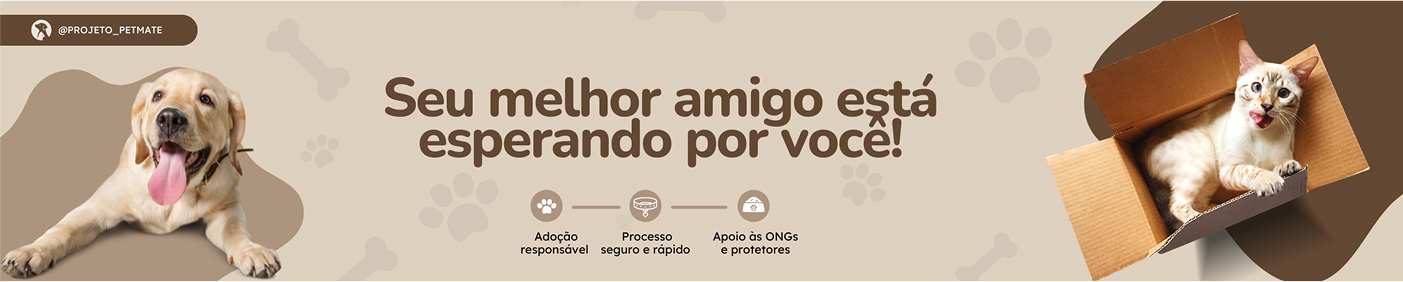 @PROJETO_PETMATE
Seu melhor amigo está
esperando por você!
Adoção
responsável
Processo
seguro e rápido
Apoio às ONGs
e protetores